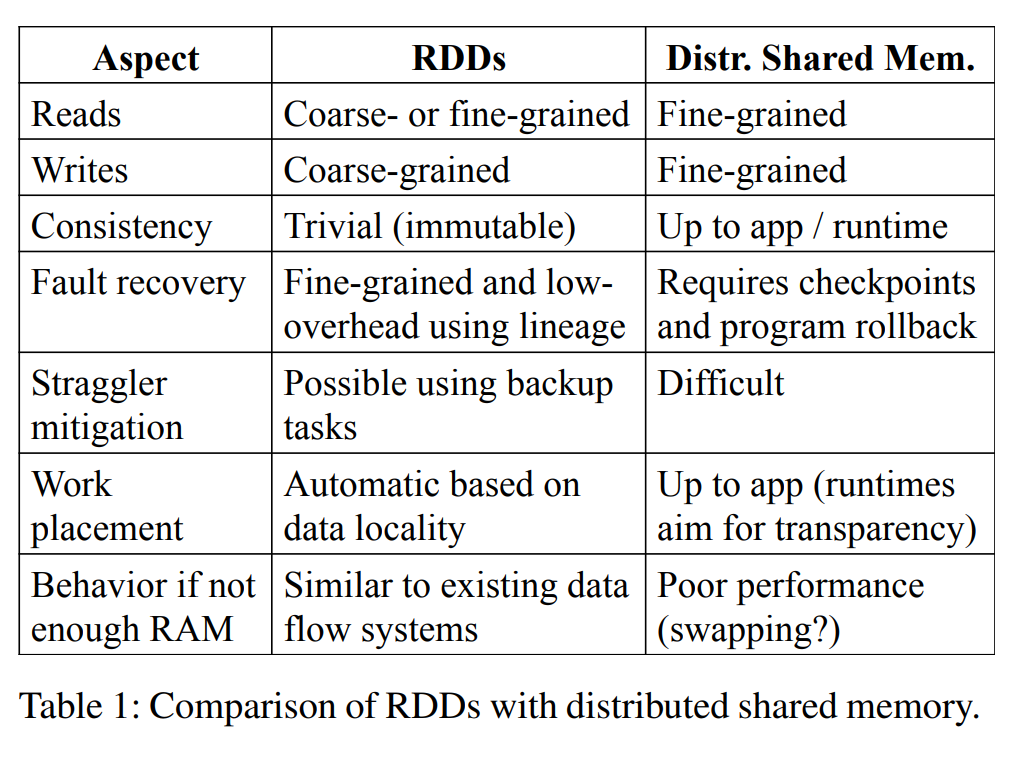 Aspect RDDs Distr. Shared Mem.
Reads Coarse- or fine-grained Fine-grained
Writes Coarse-grained Fine-grained
Consistency Trivial (immutable) Up to app / runtime
Fault recovery Fine-grained and low- Requires checkpoints
overhead using lineage and program rollback
Straggler Possible using backup Difficult
mitigation tasks
Work Automatic based on Up to app (runtimes
placement data locality aim for transparency)
Behavior if not Similar to existing data Poor performance
enough RAM flow systems (swapping?)
Table 1: Comparison of RDDs with distributed shared memory.